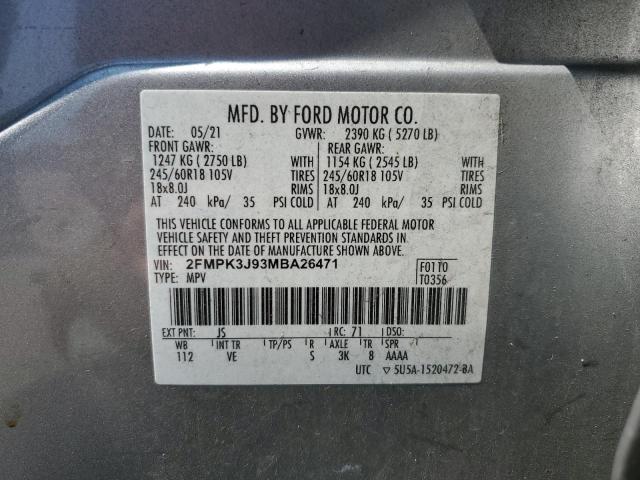 MFD. BY FORD MOTOR CO.
DATE: 05/21 GVWR: 2390 KG ( 5270 LB)
FRONT GAWR: REAR GAWR:
1247 KG ( 2750 LB) WITH 1154 KG ( 2545 LB) WITH
245/60R18 105V TIRES 245/60R18 105V TIRES
18x8.0J RIMS 18x8.0J RIMS
AT 240 kPa/ 35 PSI COLD AT 240 kPa/ 35 PSI COLD
THIS VEHICLE CONFORMS TO ALL APPLICABLE FEDERAL MOTOR
VEHICLE SAFETY AND THEFT PREVENTION STANDARDS IN
EFFECT ON THE DATE OF MANUFACTURE SHOWN ABOVE.
VIN: 2FMPK3J93MBA26471 F0110
TYPE: MPV T0356
EXT PNT: JS RC: 71 DSO:
WB INT TR TP/PS R AXLE TR SPR
112 VE S 3K 8 AAAA
UTC ▽ 5U5A-1520472-BA